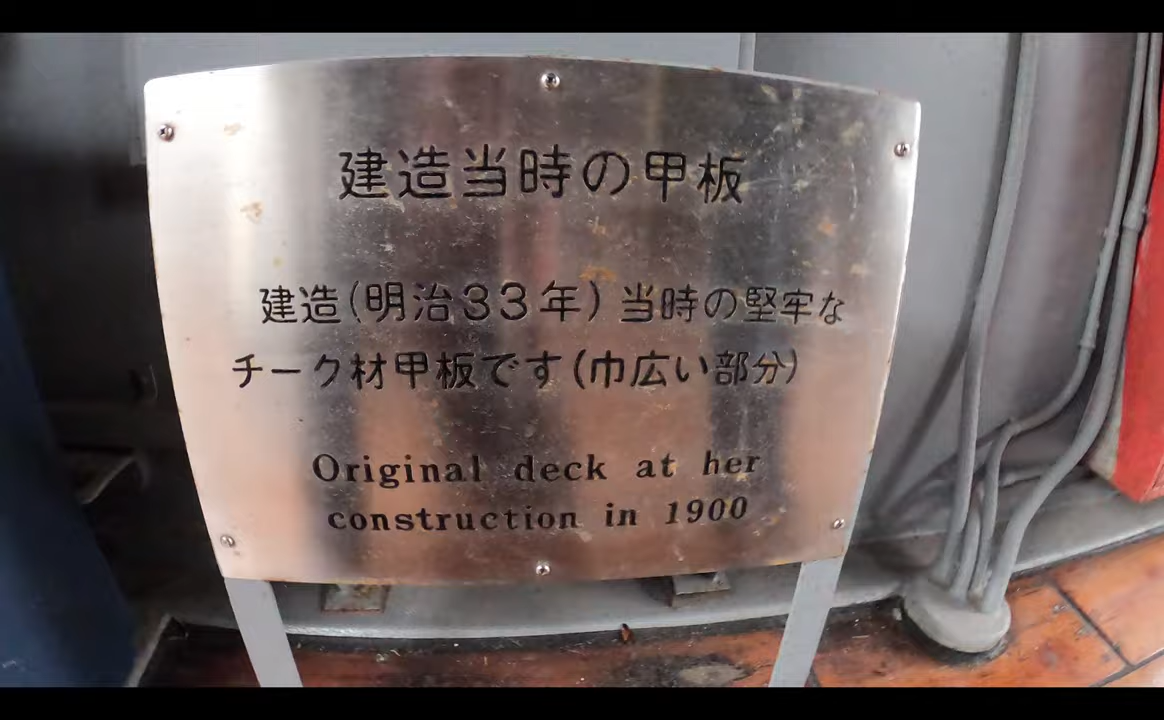 建造当時の甲板
建造(明治33年)当時の堅牢な
チーク材甲板です(巾広い部分)
Original deck at her
construction in 1900